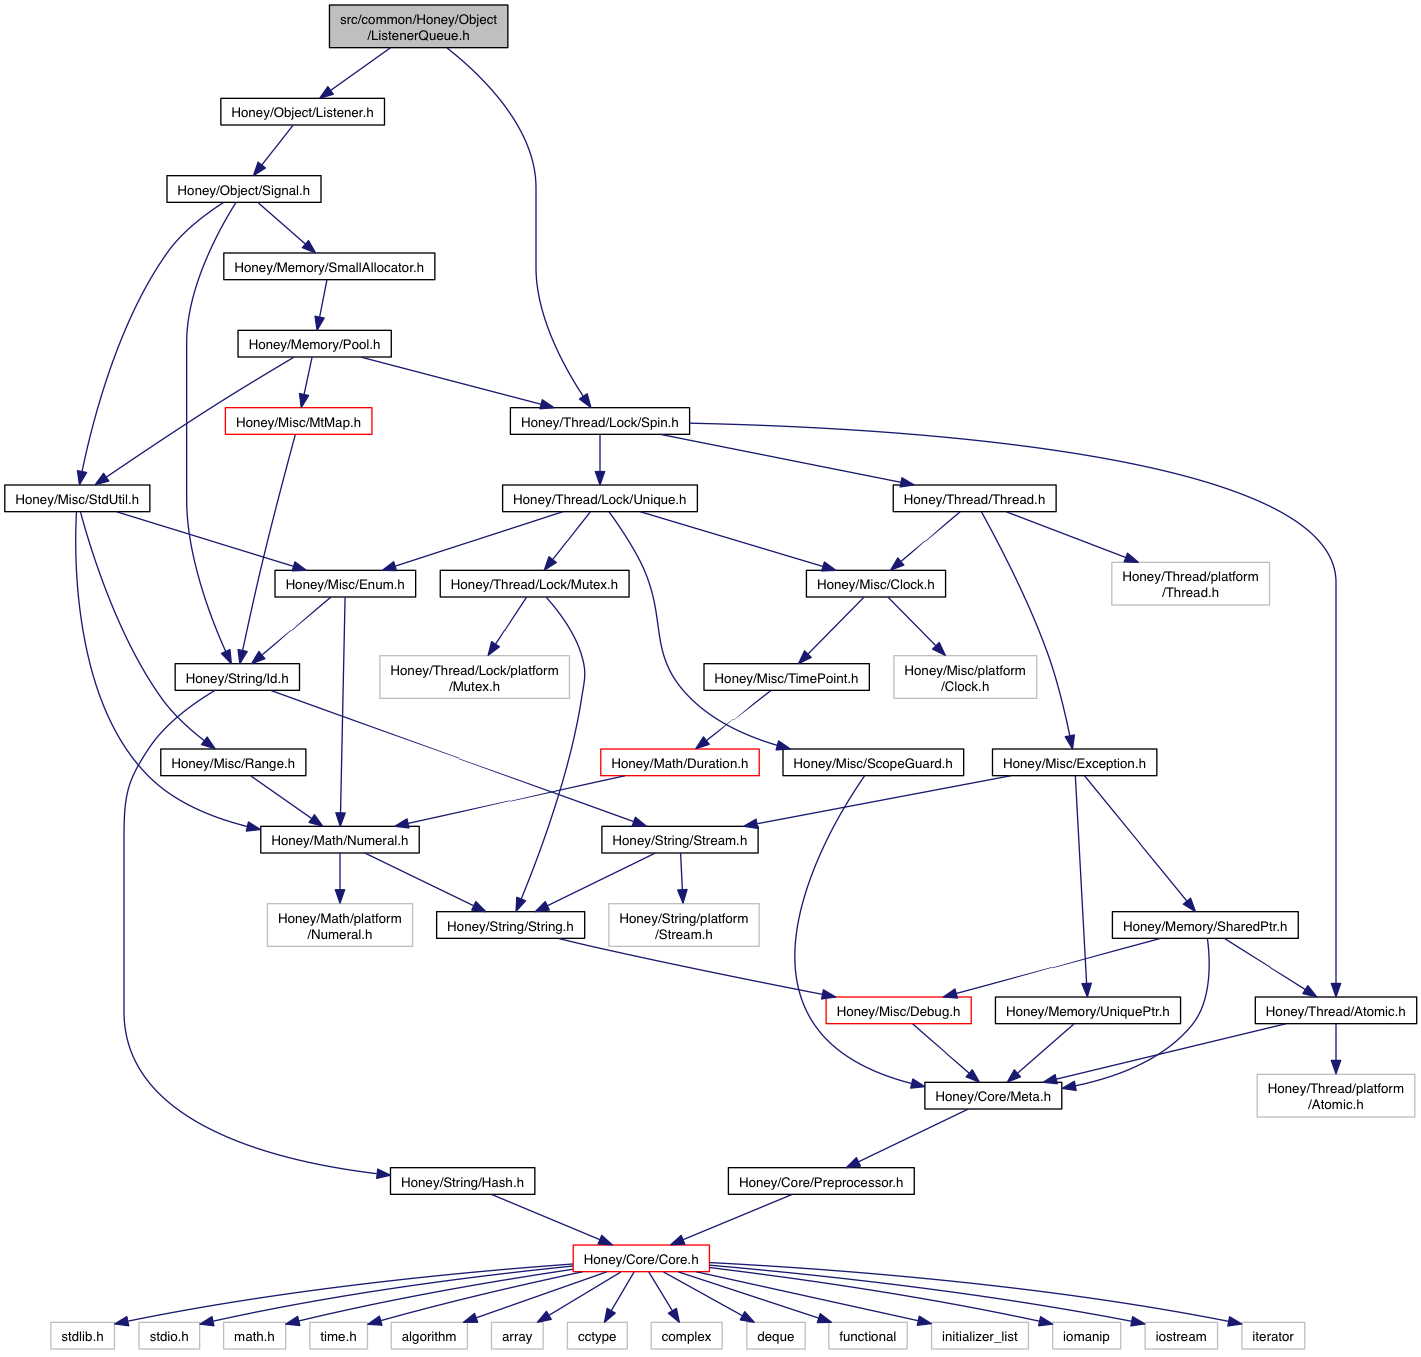 src/common/Honey/Object
/ListenerQueue.h
Honey/Object/Listener.h
Honey/Object/Signal.h
Honey/Memory/SmallAllocator.h
Honey/Memory/Pool.h
Honey/Misc/MtMap.h
Honey/Thread/Lock/Spin.h
Honey/Misc/StdUtil.h
Honey/Thread/Lock/Unique.h
Honey/Thread/Thread.h
Honey/Misc/Enum.h
Honey/Thread/Lock/Mutex.h
Honey/Misc/Clock.h
Honey/Thread/platform
/Thread.h
Honey/String/Id.h
Honey/Thread/Lock/platform
/Mutex.h
Honey/Misc/TimePoint.h
Honey/Misc/platform
/Clock.h
Honey/Misc/Range.h
Honey/Math/Duration.h
Honey/Misc/ScopeGuard.h
Honey/Misc/Exception.h
Honey/Math/Numeral.h
Honey/String/Stream.h
Honey/Math/platform
/Numeral.h
Honey/String/String.h
Honey/String/platform
/Stream.h
Honey/Memory/SharedPtr.h
Honey/Misc/Debug.h
Honey/Memory/UniquePtr.h
Honey/Thread/Atomic.h
Honey/Core/Meta.h
Honey/Thread/platform
/Atomic.h
Honey/String/Hash.h
Honey/Core/Preprocessor.h
Honey/Core/Core.h
stdlib.h
stdio.h
math.h
time.h
algorithm
array
cctype
complex
deque
functional
initializer_list
iomanip
iostream
iterator